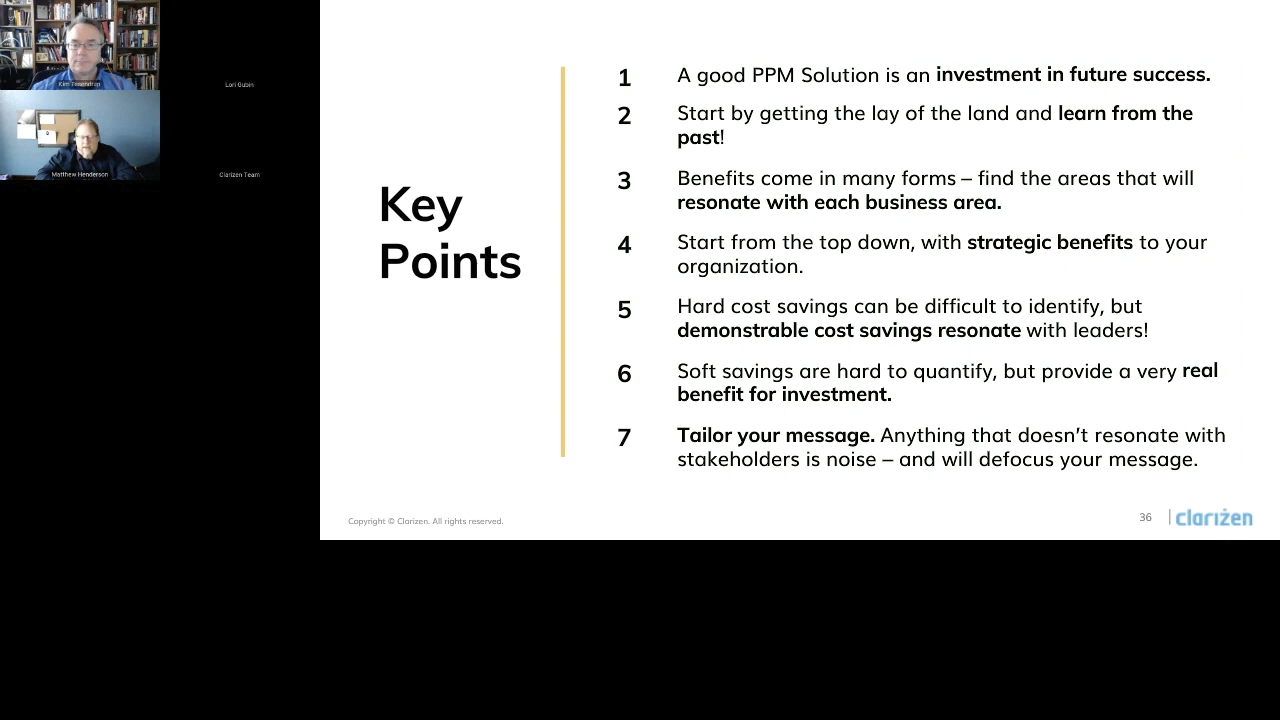 Kim Essendrup
Lori Gubin
Matthew Henderson
Clarizen Team
Key
Points
1 A good PPM Solution is an investment in future success.
2 Start by getting the lay of the land and learn from the
past!
3 Benefits come in many forms – find the areas that will
resonate with each business area.
4 Start from the top down, with strategic benefits to your
organization.
5 Hard cost savings can be difficult to identify, but
demonstrable cost savings resonate with leaders!
6 Soft savings are hard to quantify, but provide a very real
benefit for investment.
7 Tailor your message. Anything that doesn’t resonate with
stakeholders is noise – and will defocus your message.
Copyright © Clarizen. All rights reserved.
36
clarizen